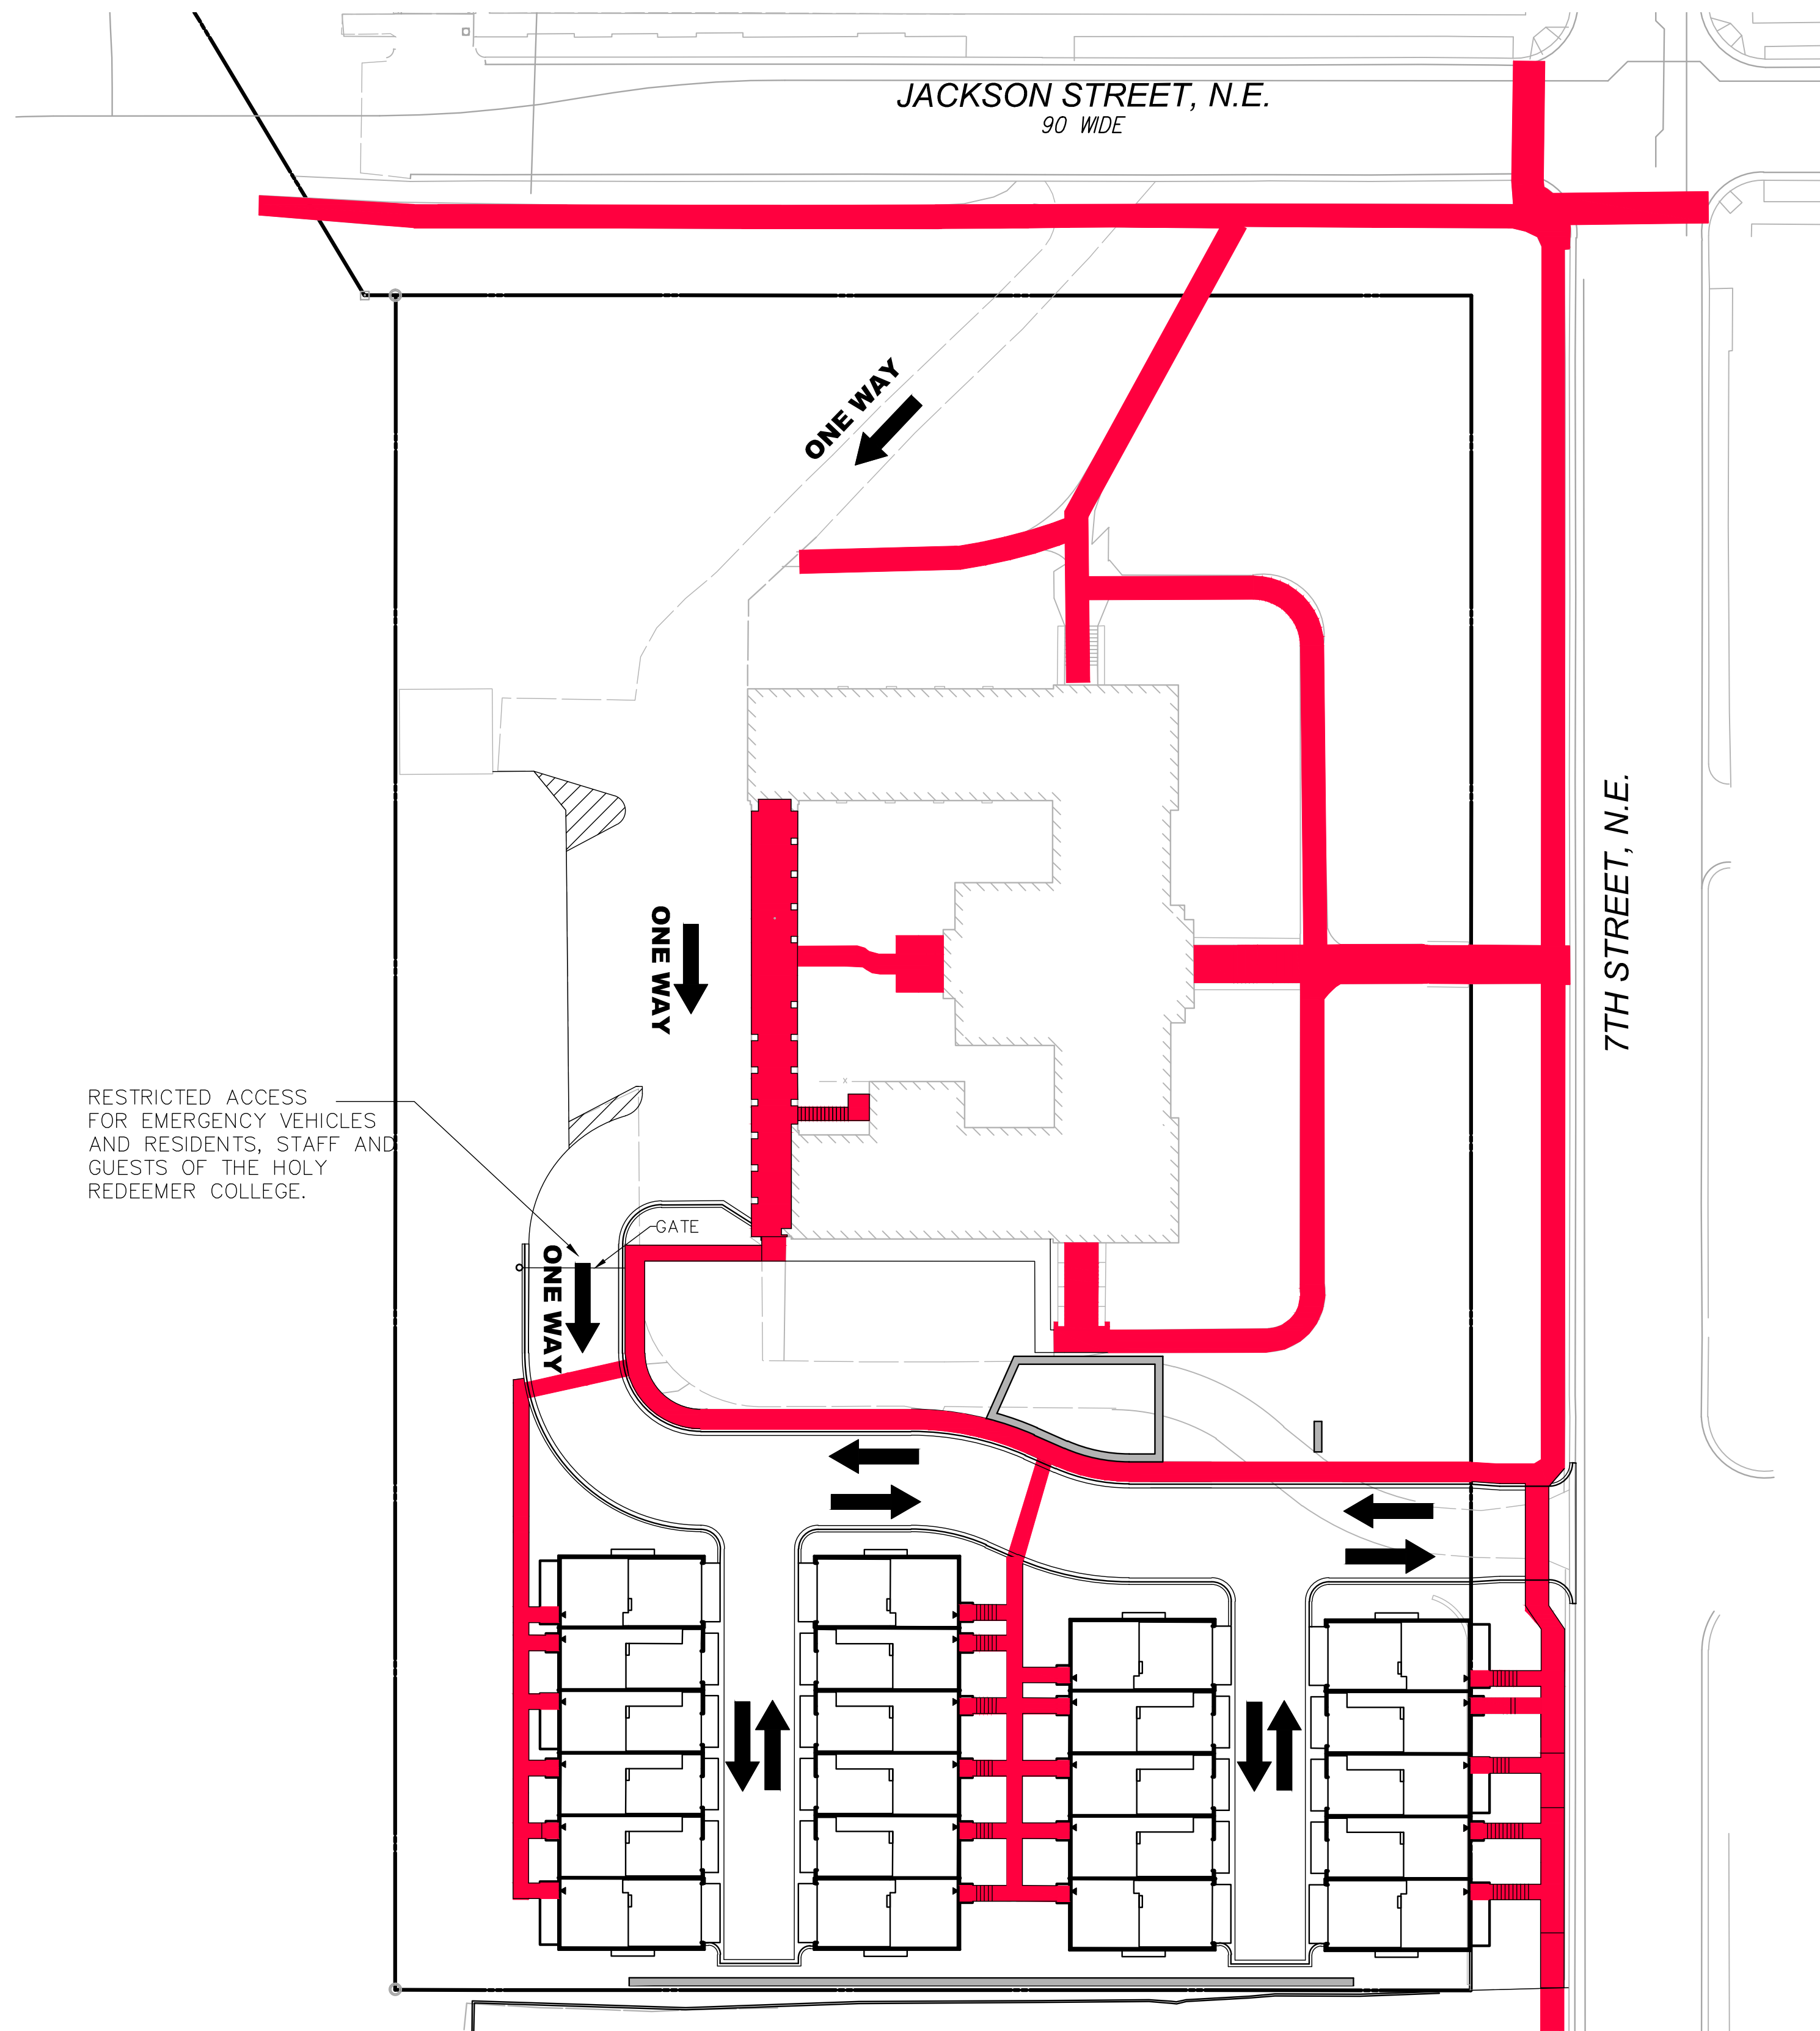 JACKSON STREET, N.E.
90 WIDE
ONE WAY
7TH STREET, N.E.
ONE WAY
RESTRICTED ACCESS
FOR EMERGENCY VEHICLES
AND RESIDENTS, STAFF AND
GUESTS OF THE HOLY
REDEEMER COLLEGE.
GATE
ONE WAY
X